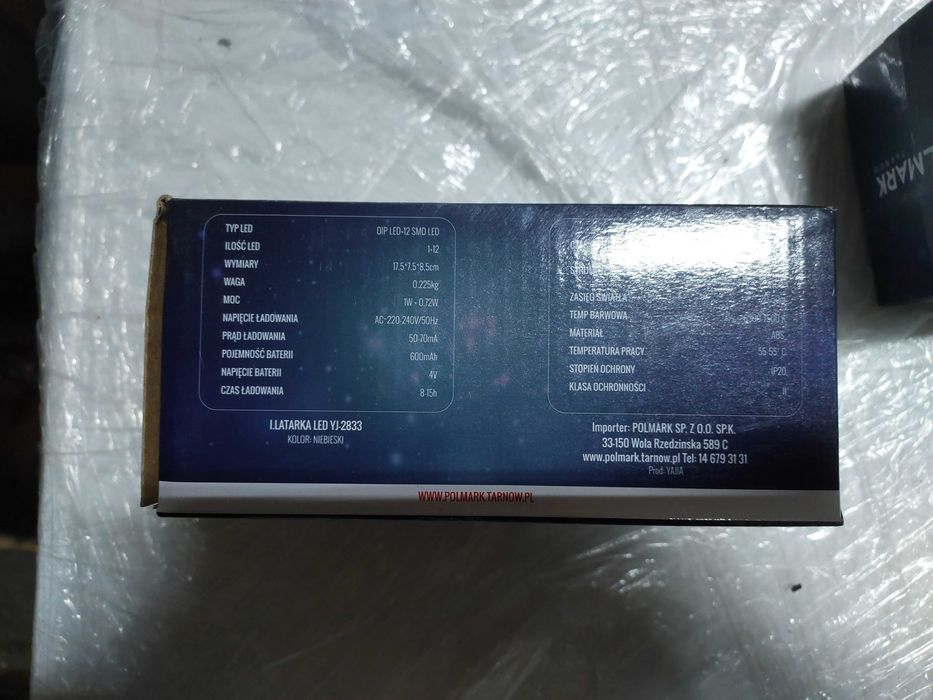 TYP LED DIP LED+12 SMD LED
ILOŚĆ LED 1-12
WYMIARY 17.5*7.5*8,5cm
WAGA 0.225kg
MOC 1W + 0.72W
NAPIĘCIE ŁADOWANIA AC~220-240V/50Hz
PRĄD ŁADOWANIA 50-70mA
POJEMNOŚĆ BATERII 600mAh
NAPIĘCIE BATERII 4V
CZAS ŁADOWANIA 8-15h
I.LATARKA LED YJ-2833
KOLOR: NIEBIESKI
ZASIĘG ŚWIATŁA
TEMP BARWOWA
MATERIAŁ ABS
TEMPERATURA PRACY 55-55° C
STOPIEŃ OCHRONY IP20
KLASA OCHRONNOŚCI II
Importer: POLMARK SP. Z O.O. SP.K.
33-150 Wola Rzedzinska 589 C
www.polmark.tarnow.pl Tel: 14 679 31 31
Prod: YAJIA
WWW.POLMARK.TARNOW.PL